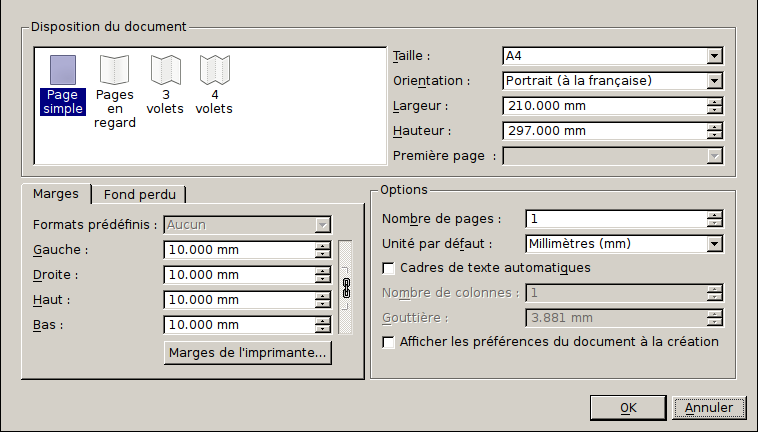 Disposition du document
Page simple
Pages en regard
3 volets
4 volets
Taille :
A4
Orientation :
Portrait (à la française)
Largeur :
210.000 mm
Hauteur :
297.000 mm
Première page :
Marges
Fond perdu
Formats prédéfinis :
Aucun
Gauche :
10.000 mm
Droite :
10.000 mm
Haut :
10.000 mm
Bas :
10.000 mm
Marges de l'imprimante...
Options
Nombre de pages :
1
Unité par défaut :
Millimètres (mm)
Cadres de texte automatiques
Nombre de colonnes :
1
Gouttière :
3.881 mm
Afficher les préférences du document à la création
OK
Annuler